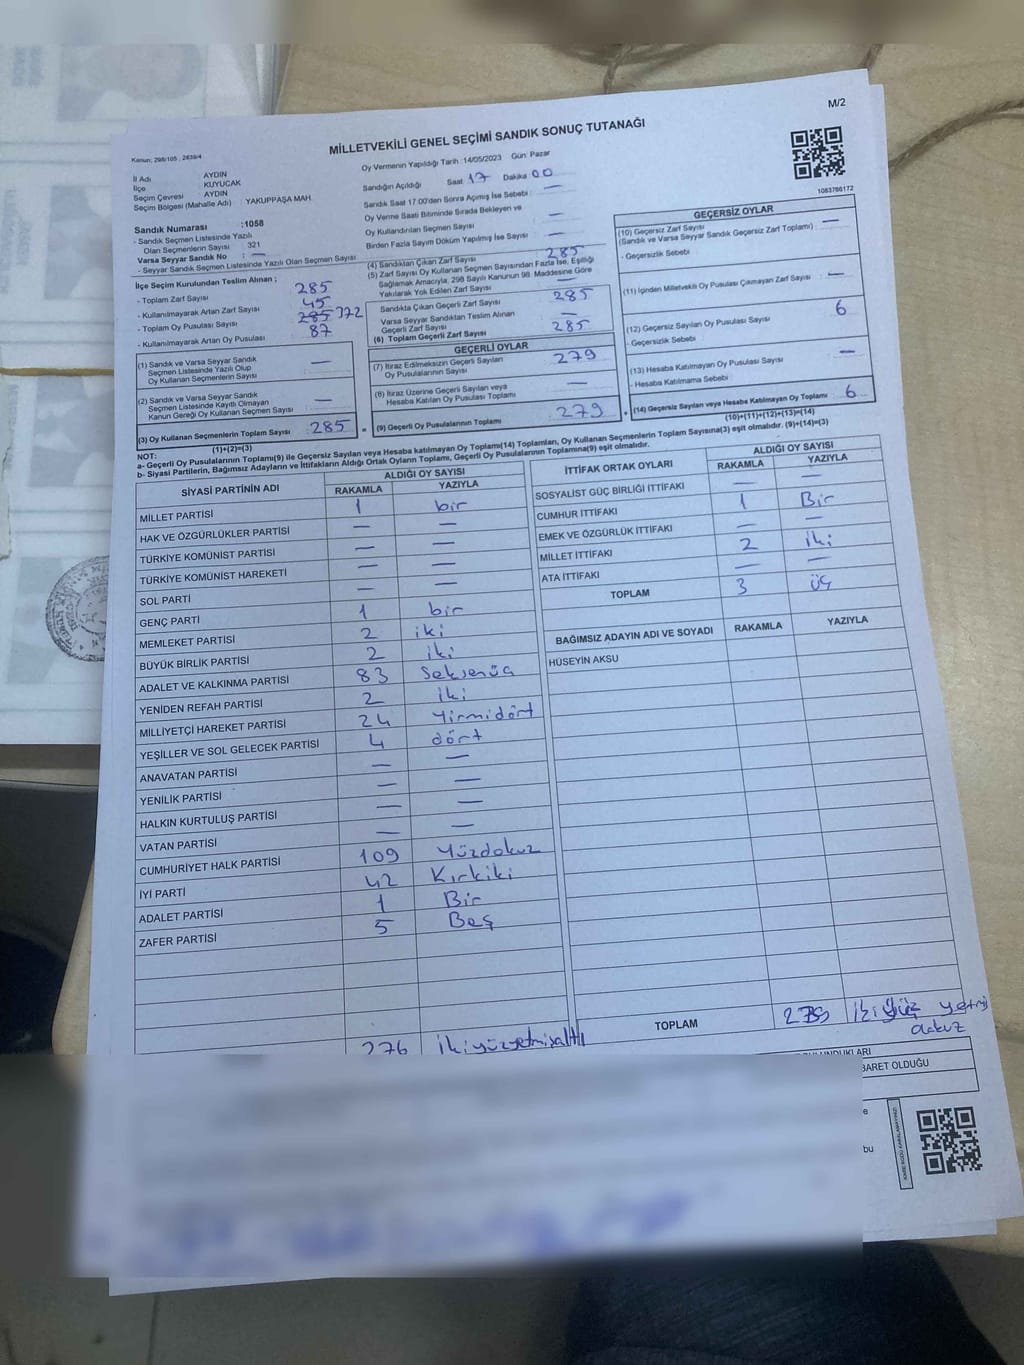 M/2
MİLLETVEKİLİ GENEL SEÇİMİ SANDIK SONUÇ TUTANAĞI
Kanun; 298/105 , 2839/4
İl Adı AYDIN
İlçe KUYUCAK
Seçim Çevresi AYDIN
Seçim Bölgesi (Mahalle Adı) YAKUPPAŞA MAH
Oy Vermenin Yapıldığı Tarih :14/05/2023 Gün: Pazar
Sandığın Açıldığı Saat 17 Dakika 00
Sandık Saat 17.00'den Sonra Açımış İse Sebebi :
Oy Verme Saati Bitiminde Sırada Bekleyen ve —
Oy Kullandırılan Seçmen Sayısı
Birden Fazla Sayım Döküm Yapılmış İse Sayısı —
1083786172
Sandık Numarası :1058
- Sandık Seçmen Listesinde Yazılı
Olan Seçmenlerin Sayısı : 321
Varsa Seyyar Sandık No : —
- Seyyar Sandık Seçmen Listesinde Yazılı Olan Seçmen Sayısı
İlçe Seçim Kurulundan Teslim Alınan ;
- Toplam Zarf Sayısı 285
- Kullanılmayarak Artan Zarf Sayısı 45
- Toplam Oy Pusulası Sayısı 285 372
- Kullanılmayarak Artan Oy Pusulası 87
(4) Sandıktan Çıkan Zarf Sayısı 285
(5) Zarf Sayısı Oy Kullanan Seçmen Sayısından Fazla İse, Eşitliği
Sağlamak Amacıyla, 298 Sayılı Kanunun 98. Maddesine Göre
Yakılarak Yok Edilen Zarf Sayısı —
Sandıkta Çıkan Geçerli Zarf Sayısı 285
Varsa Seyyar Sandıktan Teslim Alınan
Geçerli Zarf Sayısı —
(6) Toplam Geçerli Zarf Sayısı 285
(1) Sandık ve Varsa Seyyar Sandık
Seçmen Listesinde Yazılı Olup
Oy Kullanan Seçmenlerin Sayısı —
(2) Sandık ve Varsa Seyyar Sandık
Seçmen Listesinde Kayıtlı Olmayan
Kanun Gereği Oy Kullanan Seçmen Sayısı —
(3) Oy Kullanan Seçmenlerin Toplam Sayısı 285
(1)+(2)=(3)
GEÇERLİ OYLAR
(7) İtiraz Edilmeksizin Geçerli Sayılan
Oy Pusulalarının Sayısı 279
(8) İtiraz Üzerine Geçerli Sayılan veya
Hesaba Katılan Oy Pusulası Toplamı —
(9) Geçerli Oy Pusulalarının Toplamı 279
GEÇERSİZ OYLAR
(10) Geçersiz Zarf Sayısı —
(Sandık ve Varsa Seyyar Sandık Geçersiz Zarf Toplamı)
- Geçersizlik Sebebi
(11) İçinden Milletvekili Oy Pusulası Çıkmayan Zarf Sayısı —
(12) Geçersiz Sayılan Oy Pusulası Sayısı 6
- Geçersizlik Sebebi
(13) Hesaba Katılmayan Oy Pusulası Sayısı —
- Hesaba Katılmama Sebebi
(14) Geçersiz Sayılan veya Hesaba Katılmayan Oy Toplamı 6
(10)+(11)+(12)+(13)=(14)
NOT:
a- Geçerli Oy Pusulalarının Toplamı(9) ile Geçersiz Sayılan veya Hesaba katılmayan Oy Toplamı(14) Toplamları, Oy Kullanan Seçmenlerin Toplam Sayısına(3) eşit olmalıdır. (9)+(14)=(3)
b- Siyasi Partilerin, Bağımsız Adayların ve İttifakların Aldığı Ortak Oyların Toplamı, Geçerli Oy Pusulalarının Toplamına(9) eşit olmalıdır.
SİYASİ PARTİNİN ADI ALDIĞI OY SAYISI
RAKAMLA YAZIYLA
MİLLET PARTİSİ 1 bir
HAK VE ÖZGÜRLÜKLER PARTİSİ — —
TÜRKİYE KOMÜNİST PARTİSİ — —
TÜRKİYE KOMÜNİST HAREKETİ — —
SOL PARTİ — —
GENÇ PARTİ 1 bir
MEMLEKET PARTİSİ 2 iki
BÜYÜK BİRLİK PARTİSİ 2 iki
ADALET VE KALKINMA PARTİSİ 83 Seksenüç
YENİDEN REFAH PARTİSİ 2 İki
MİLLİYETÇİ HAREKET PARTİSİ 24 Yirmidört
YEŞİLLER VE SOL GELECEK PARTİSİ 4 dört
ANAVATAN PARTİSİ — —
YENİLİK PARTİSİ — —
HALKIN KURTULUŞ PARTİSİ — —
VATAN PARTİSİ — —
CUMHURİYET HALK PARTİSİ 109 Yüzdokuz
İYİ PARTİ 42 Kırkiki
ADALET PARTİSİ 1 Bir
ZAFER PARTİSİ 5 Beş
276 ikiyüzyetmişaltı
İTTİFAK ORTAK OYLARI ALDIĞI OY SAYISI
RAKAMLA YAZIYLA
SOSYALİST GÜÇ BİRLİĞİ İTTİFAKI — —
CUMHUR İTTİFAKI 1 Bir
EMEK VE ÖZGÜRLÜK İTTİFAKI — —
MİLLET İTTİFAKI 2 iki
ATA İTTİFAKI — —
TOPLAM 3 üç
BAĞIMSIZ ADAYIN ADI VE SOYADI RAKAMLA YAZIYLA
HÜSEYİN AKSU
TOPLAM 279 iki yüz yetmiş
dokuz
BARET OLDUĞU
bu